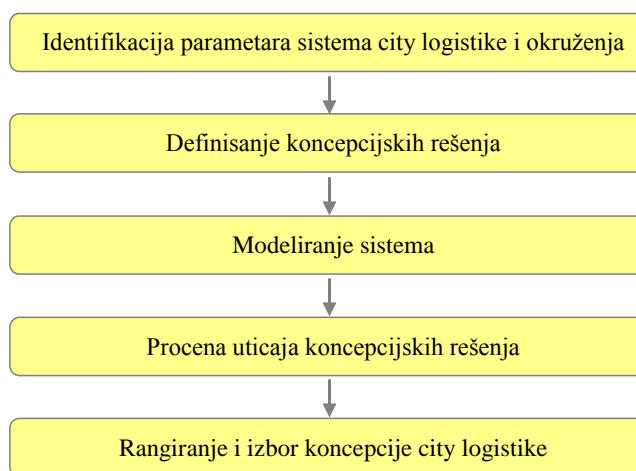 Identifikacija parametara sistema city logistike i okruženja
Definisanje koncepcijskih rešenja
Modeliranje sistema
Procena uticaja koncepcijskih rešenja
Rangiranje i izbor koncepcije city logistike